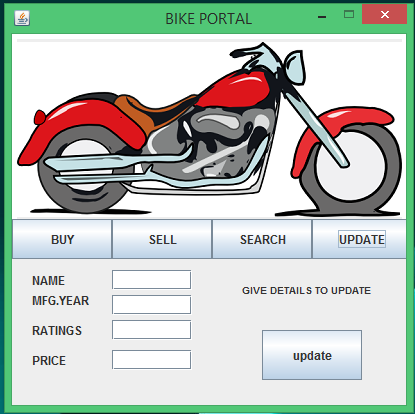 BIKE PORTAL
BUY SELL SEARCH UPDATE
NAME
GIVE DETAILS TO UPDATE
MFG.YEAR
RATINGS
update
PRICE